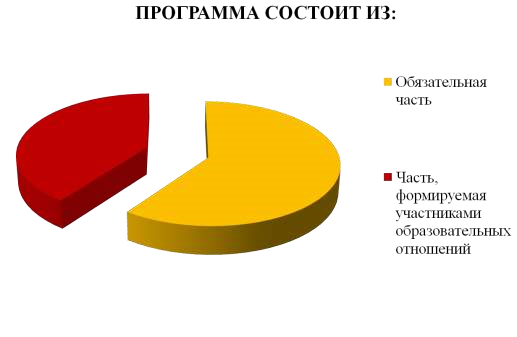 ПРОГРАММА СОСТОИТ ИЗ:
Обязательная
часть
Часть,
формируемая
участниками
образовательных
отношений